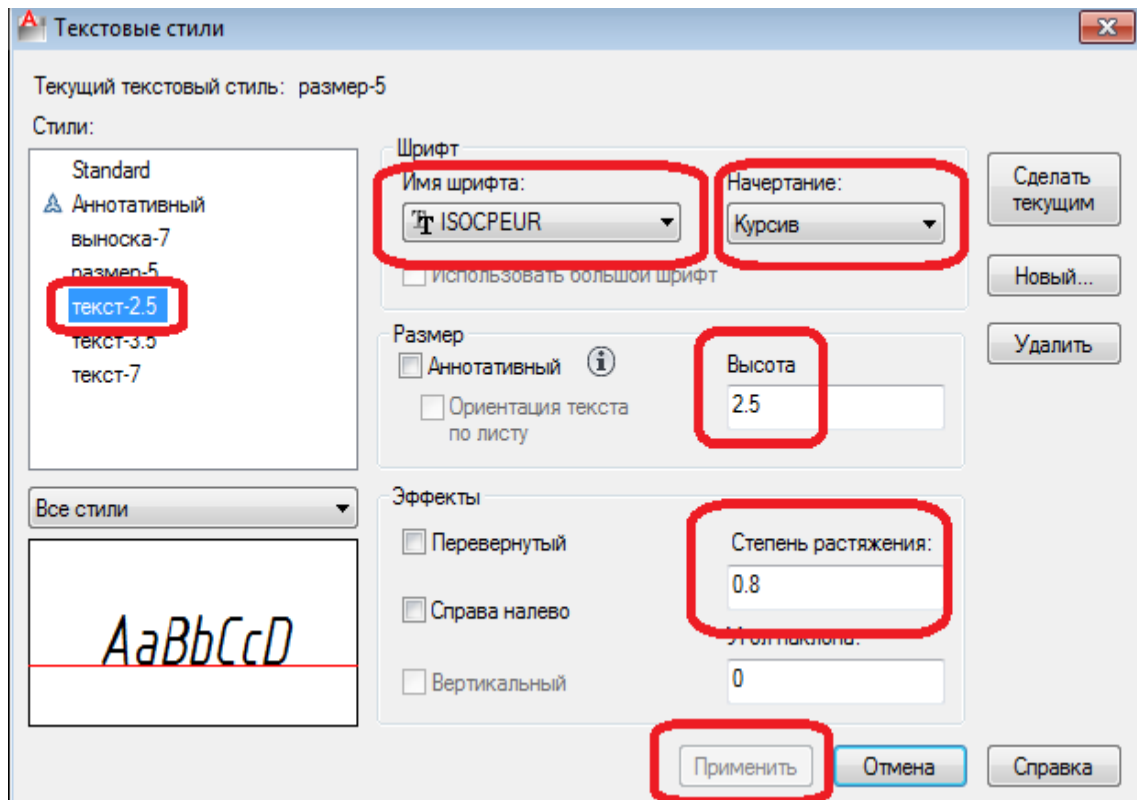 Текстовые стили
Текущий текстовый стиль: размер-5
Стили:
Standard
Аннотативный
выноска-7
размер-5
текст-2.5
текст-3.5
текст-7
Все стили
AaBbCcD
Шрифт
Имя шрифта:
ISOCPEUR
Начертание:
Курсив
Использовать большой шрифт
Размер
Аннотативный
Ориентация текста
по листу
Высота
2.5
Эффекты
Перевернутый
Справа налево
Вертикальный
Степень растяжения:
0.8
Угол наклона:
0
Сделать
текущим
Новый...
Удалить
Применить
Отмена
Справка